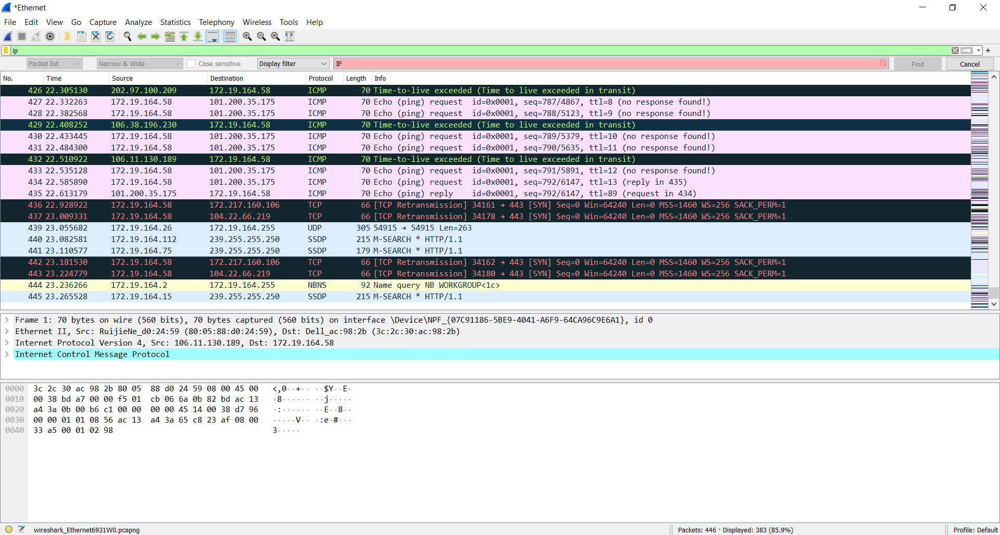 *Ethernet
File Edit View Go Capture Analyze Statistics Telephony Wireless Tools Help
ip
Packet list Narrow & Wide Case sensitive Display filter IP Find Cancel
No. Time Source Destination Protocol Length Info
426 22.305130 202.97.100.209 172.19.164.58 ICMP 70 Time-to-live exceeded (Time to live exceeded in transit)
427 22.332263 172.19.164.58 101.200.35.175 ICMP 70 Echo (ping) request id=0x0001, seq=787/4867, ttl=8 (no response found!)
428 22.382568 172.19.164.58 101.200.35.175 ICMP 70 Echo (ping) request id=0x0001, seq=788/5123, ttl=9 (no response found!)
429 22.408252 106.38.196.230 172.19.164.58 ICMP 70 Time-to-live exceeded (Time to live exceeded in transit)
430 22.433445 172.19.164.58 101.200.35.175 ICMP 70 Echo (ping) request id=0x0001, seq=789/5379, ttl=10 (no response found!)
431 22.484300 172.19.164.58 101.200.35.175 ICMP 70 Echo (ping) request id=0x0001, seq=790/5635, ttl=11 (no response found!)
432 22.510922 106.11.130.189 172.19.164.58 ICMP 70 Time-to-live exceeded (Time to live exceeded in transit)
433 22.535128 172.19.164.58 101.200.35.175 ICMP 70 Echo (ping) request id=0x0001, seq=791/5891, ttl=12 (no response found!)
434 22.585890 172.19.164.58 101.200.35.175 ICMP 70 Echo (ping) request id=0x0001, seq=792/6147, ttl=13 (reply in 435)
435 22.613179 101.200.35.175 172.19.164.58 ICMP 70 Echo (ping) reply id=0x0001, seq=792/6147, ttl=89 (request in 434)
436 22.928922 172.19.164.58 172.217.160.106 TCP 66 [TCP Retransmission] 34161 → 443 [SYN] Seq=0 Win=64240 Len=0 MSS=1460 WS=256 SACK_PERM=1
437 23.009331 172.19.164.58 104.22.66.219 TCP 66 [TCP Retransmission] 34178 → 443 [SYN] Seq=0 Win=64240 Len=0 MSS=1460 WS=256 SACK_PERM=1
439 23.055682 172.19.164.26 172.19.164.255 UDP 305 54915 → 54915 Len=263
440 23.082581 172.19.164.112 239.255.255.250 SSDP 215 M-SEARCH * HTTP/1.1
441 23.110577 172.19.164.75 239.255.255.250 SSDP 179 M-SEARCH * HTTP/1.1
442 23.181530 172.19.164.58 172.217.160.106 TCP 66 [TCP Retransmission] 34162 → 443 [SYN] Seq=0 Win=64240 Len=0 MSS=1460 WS=256 SACK_PERM=1
443 23.224779 172.19.164.58 104.22.66.219 TCP 66 [TCP Retransmission] 34180 → 443 [SYN] Seq=0 Win=64240 Len=0 MSS=1460 WS=256 SACK_PERM=1
444 23.236266 172.19.164.2 172.19.164.255 NBNS 92 Name query NB WORKGROUP<1c>
445 23.265528 172.19.164.15 239.255.255.250 SSDP 215 M-SEARCH * HTTP/1.1
Frame 1: 70 bytes on wire (560 bits), 70 bytes captured (560 bits) on interface \Device\NPF_{07C91186-5BE9-4041-A6F9-64CA96C9E6A1}, id 0
Ethernet II, Src: RuijieNe_d0:24:59 (80:05:88:d0:24:59), Dst: Dell_ac:98:2b (3c:2c:30:ac:98:2b)
Internet Protocol Version 4, Src: 106.11.130.189, Dst: 172.19.164.58
Internet Control Message Protocol
0000 3c 2c 30 ac 98 2b 80 05 88 d0 24 59 08 00 45 00 <,0··+·· ··$Y··E·
0010 00 38 bd a7 00 00 f5 01 cb 06 6a 0b 82 bd ac 13 ·8······ ··j·····
0020 a4 3a 0b 00 b6 c1 00 00 00 00 45 14 00 38 d7 96 ·:······ ··E··8··
0030 00 00 01 01 08 56 ac 13 a4 3a 65 c8 23 af 08 00 ·····V·· ·:e·#···
0040 33 a5 00 01 02 98 3·····
wireshark_Ethernet6931W0.pcapng Packets: 446 · Displayed: 383 (85.9%) Profile: Default